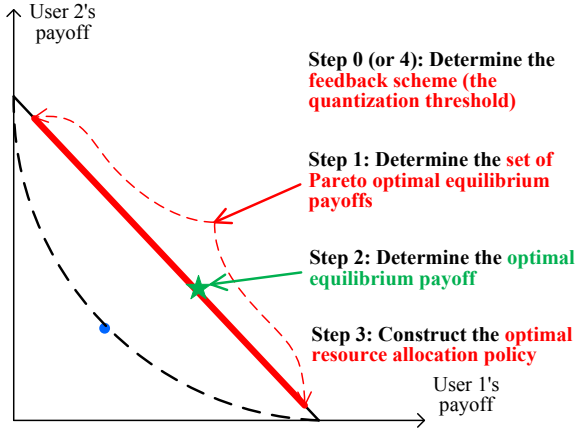 User 2's
payoff
Step 0 (or 4): Determine the
feedback scheme (the
quantization threshold)
Step 1: Determine the set of
Pareto optimal equilibrium
payoffs
Step 2: Determine the optimal
equilibrium payoff
Step 3: Construct the optimal
resource allocation policy
User 1's
payoff